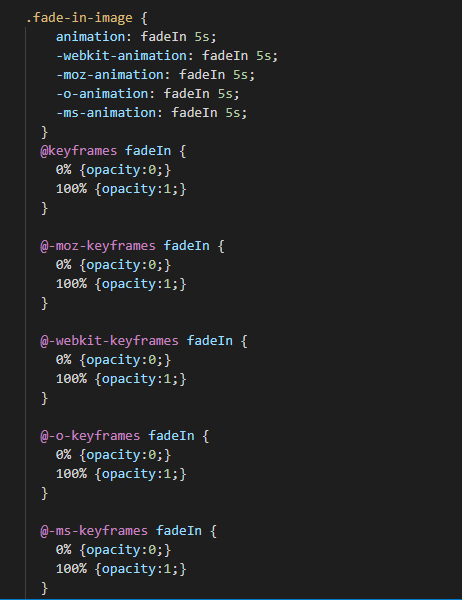 .fade-in-image {
animation: fadeIn 5s;
-webkit-animation: fadeIn 5s;
-moz-animation: fadeIn 5s;
-o-animation: fadeIn 5s;
-ms-animation: fadeIn 5s;
}
@keyframes fadeIn {
0% {opacity:0;}
100% {opacity:1;}
}
@-moz-keyframes fadeIn {
0% {opacity:0;}
100% {opacity:1;}
}
@-webkit-keyframes fadeIn {
0% {opacity:0;}
100% {opacity:1;}
}
@-o-keyframes fadeIn {
0% {opacity:0;}
100% {opacity:1;}
}
@-ms-keyframes fadeIn {
0% {opacity:0;}
100% {opacity:1;}
}